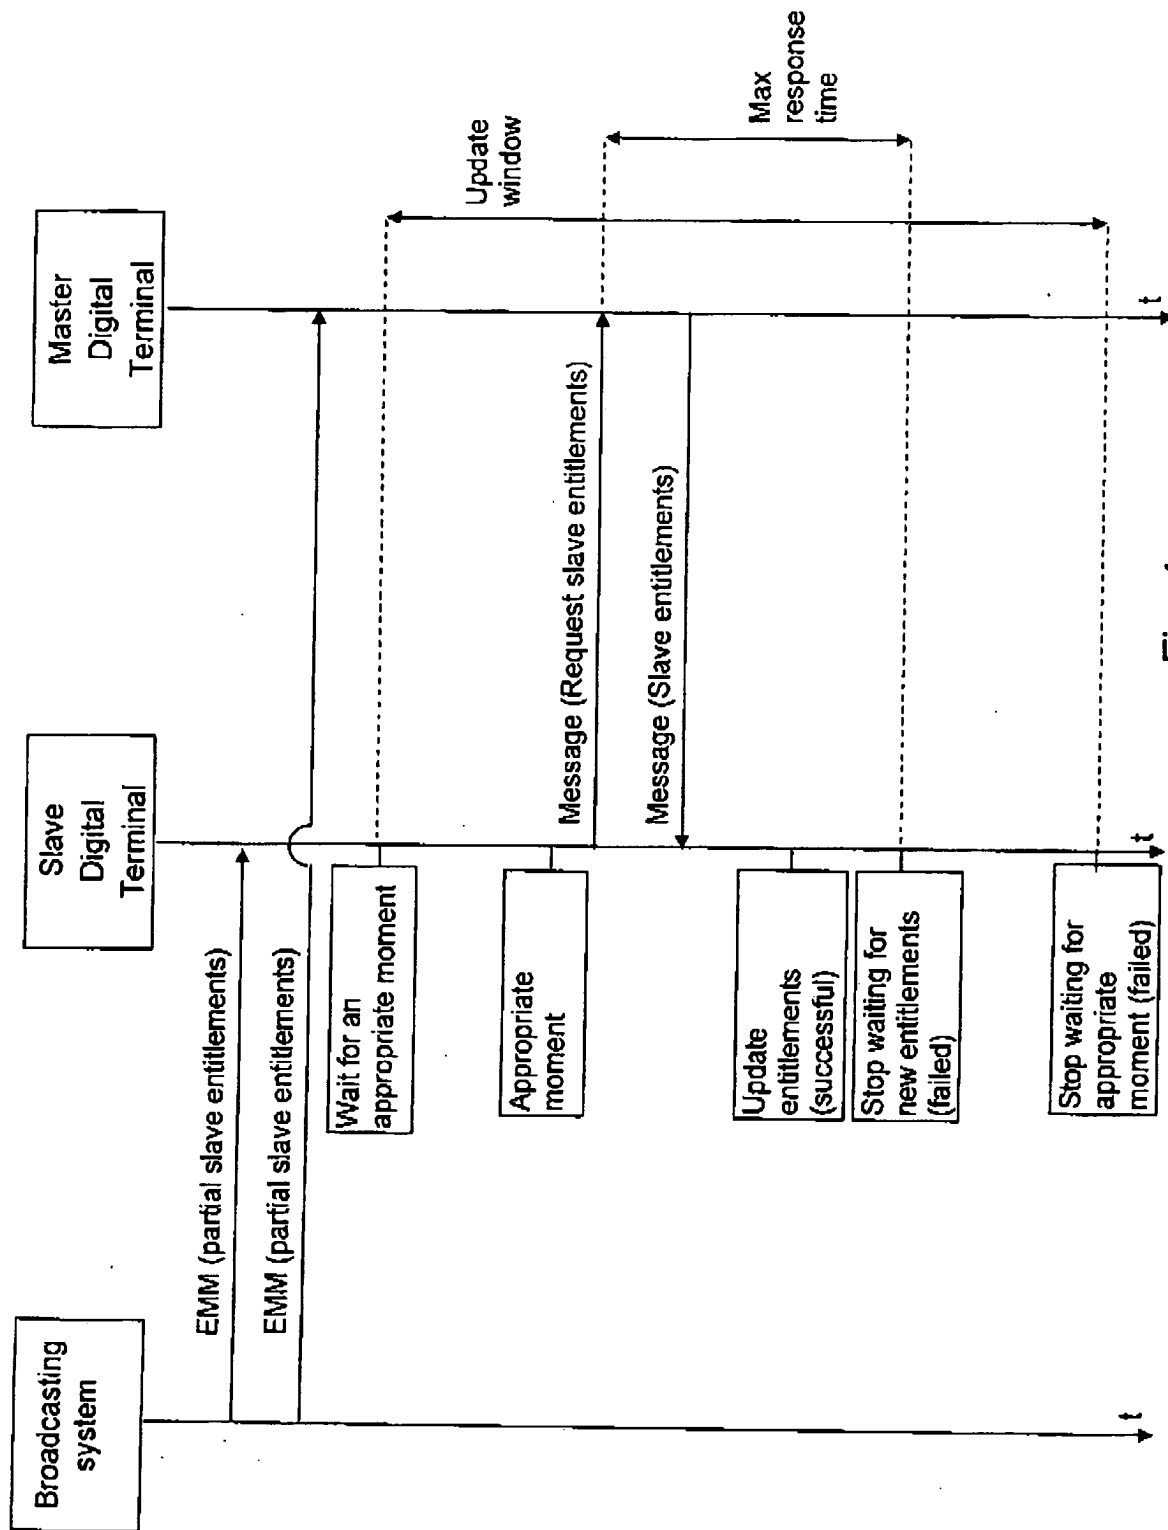 Broadcasting
system
Slave
Digital
Terminal
Master
Digital
Terminal
EMM (partial slave entitlements)
EMM (partial slave entitlements)
Wait for an
appropriate moment
Update
window
Appropriate
moment
Message (Request slave entitlements)
Message (Slave entitlements)
Max
response
time
Update
entitlements
(successful)
Stop waiting for
new entitlements
(failed)
Stop waiting for
appropriate
moment (failed)
t
t
t